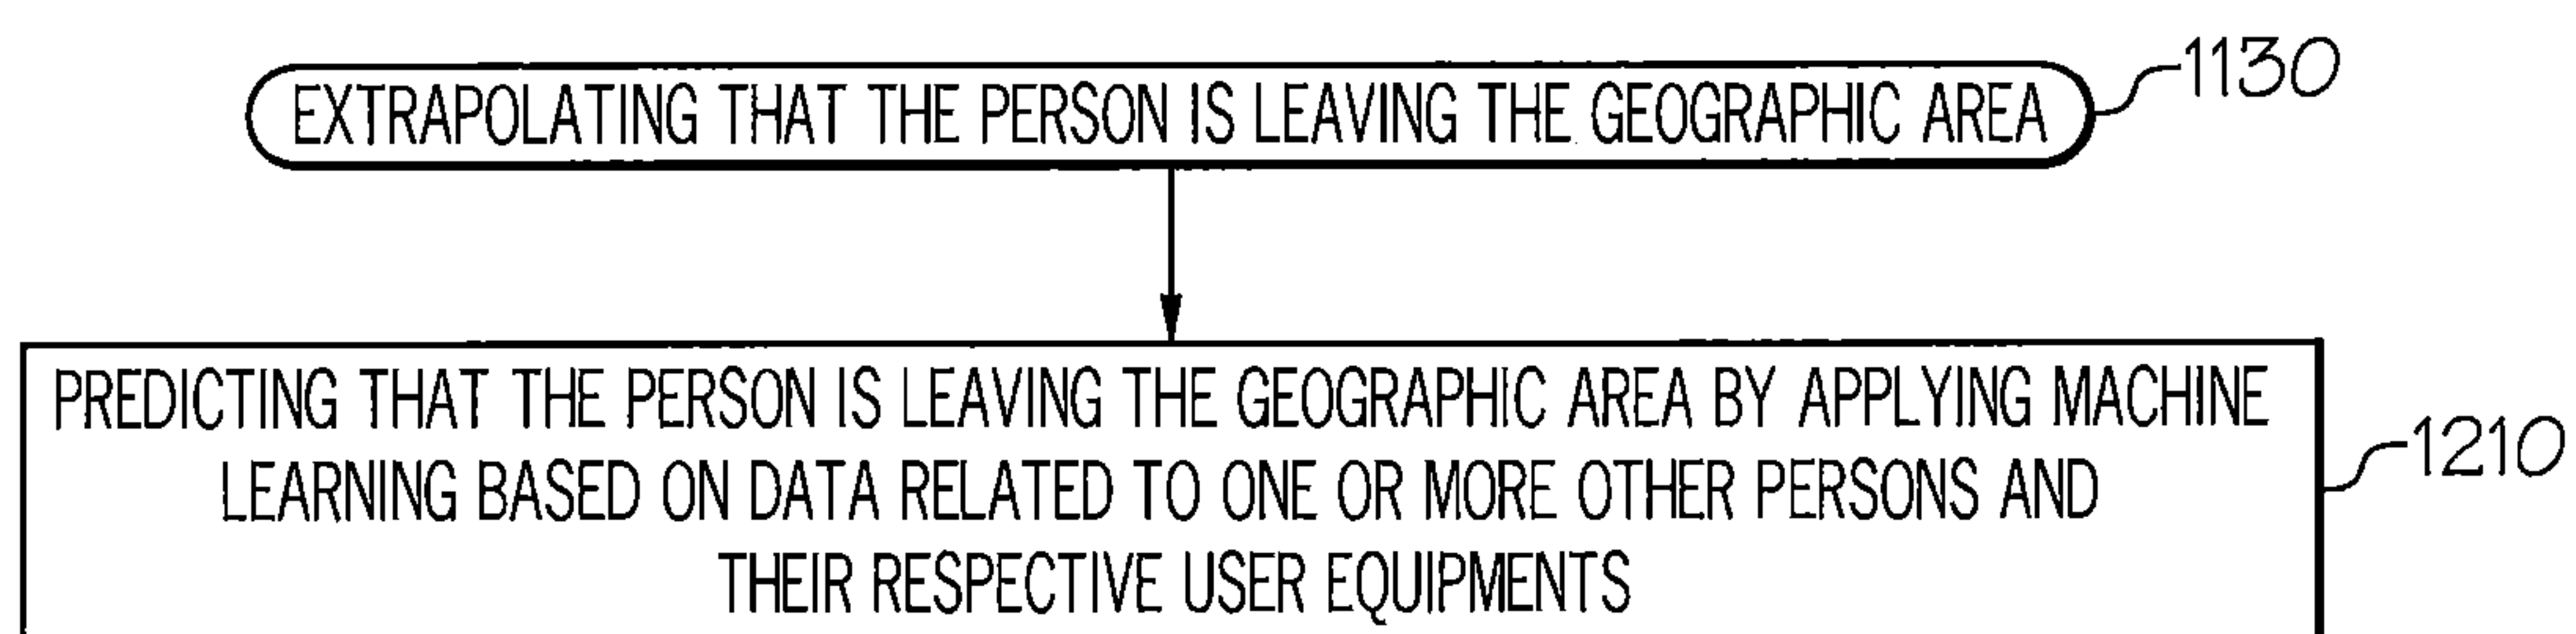 EXTRAPOLATING THAT THE PERSON IS LEAVING THE GEOGRAPHIC AREA
1130
PREDICTING THAT THE PERSON IS LEAVING THE GEOGRAPHIC AREA BY APPLYING MACHINE
LEARNING BASED ON DATA RELATED TO ONE OR MORE OTHER PERSONS AND
THEIR RESPECTIVE USER EQUIPMENTS
1210